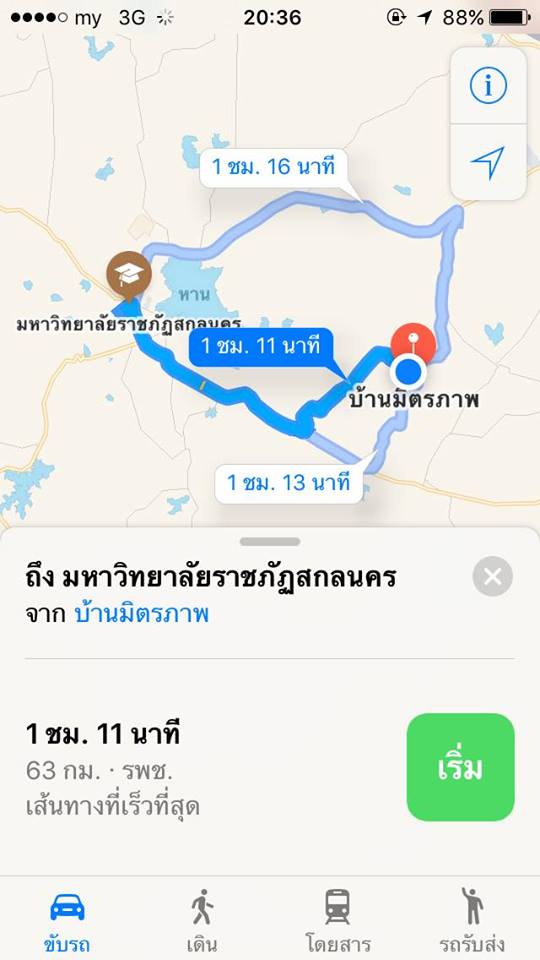 my 3G 20:36 88%
1 ชม. 16 นาที
หาน
มหาวิทยาลัยราชภัฏสกลนคร
1 ชม. 11 นาที
บ้านมิตรภาพ
1 ชม. 13 นาที
ถึง มหาวิทยาลัยราชภัฏสกลนคร
จาก บ้านมิตรภาพ
1 ชม. 11 นาที
63 กม. · รพช.
เส้นทางที่เร็วที่สุด
เริ่ม
ขับรถ เดิน โดยสาร รถรับส่ง